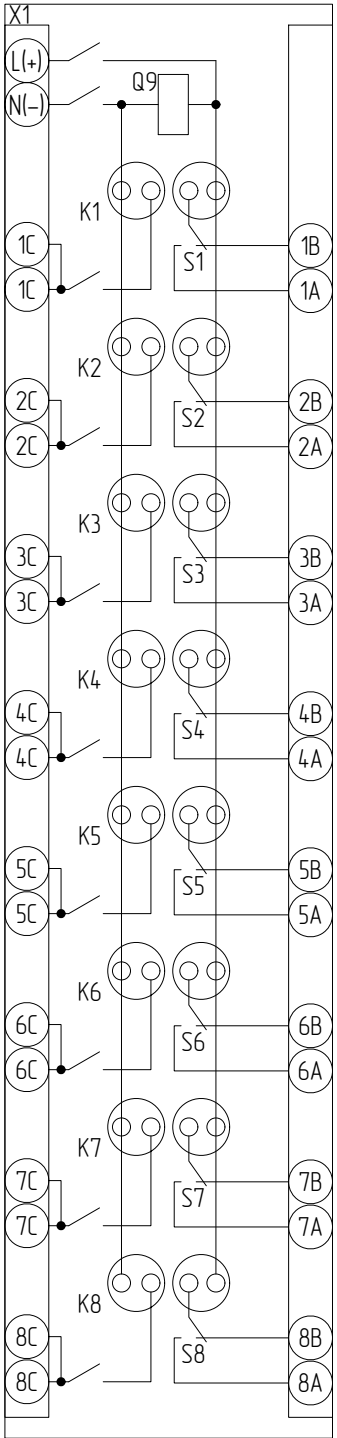 X1
L(+)
Q9
N(-)
K1
1C S1 1B
1C 1A
K2
2C S2 2B
2C 2A
K3
3C S3 3B
3C 3A
K4
4C S4 4B
4C 4A
K5
5C S5 5B
5C 5A
K6
6C S6 6B
6C 6A
K7
7C S7 7B
7C 7A
K8
8C S8 8B
8C 8A